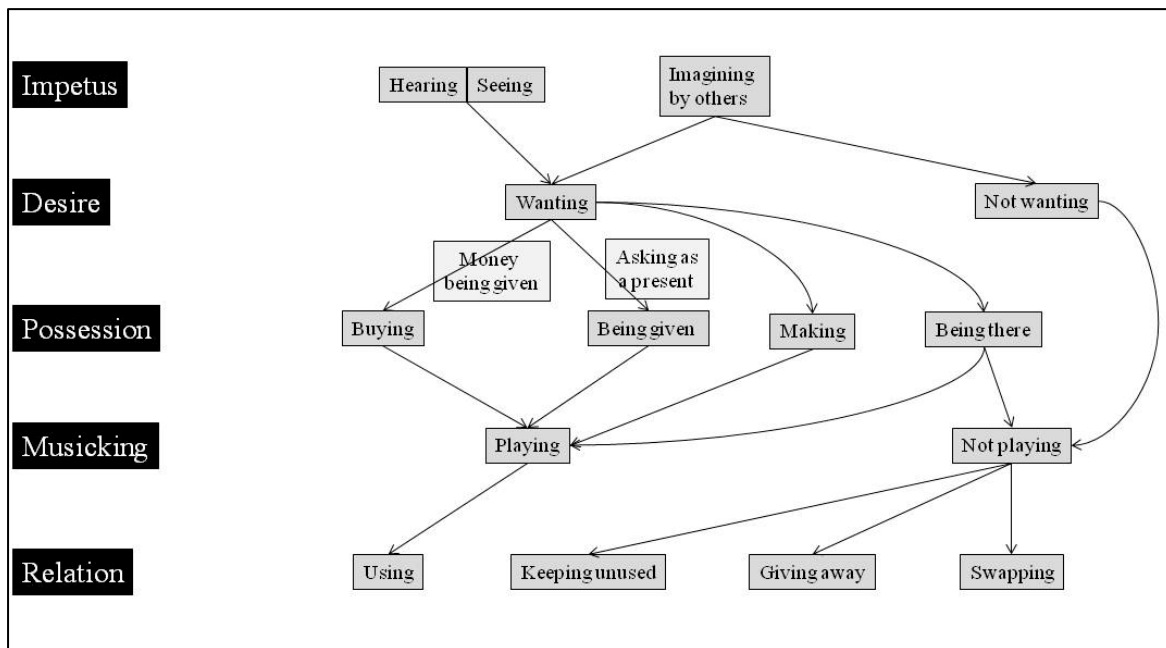 Impetus
Hearing
Seeing
Imagining
by others
Desire
Wanting
Not wanting
Money
being given
Asking as
a present
Possession
Buying
Being given
Making
Being there
Musicking
Playing
Not playing
Relation
Using
Keeping unused
Giving away
Swapping